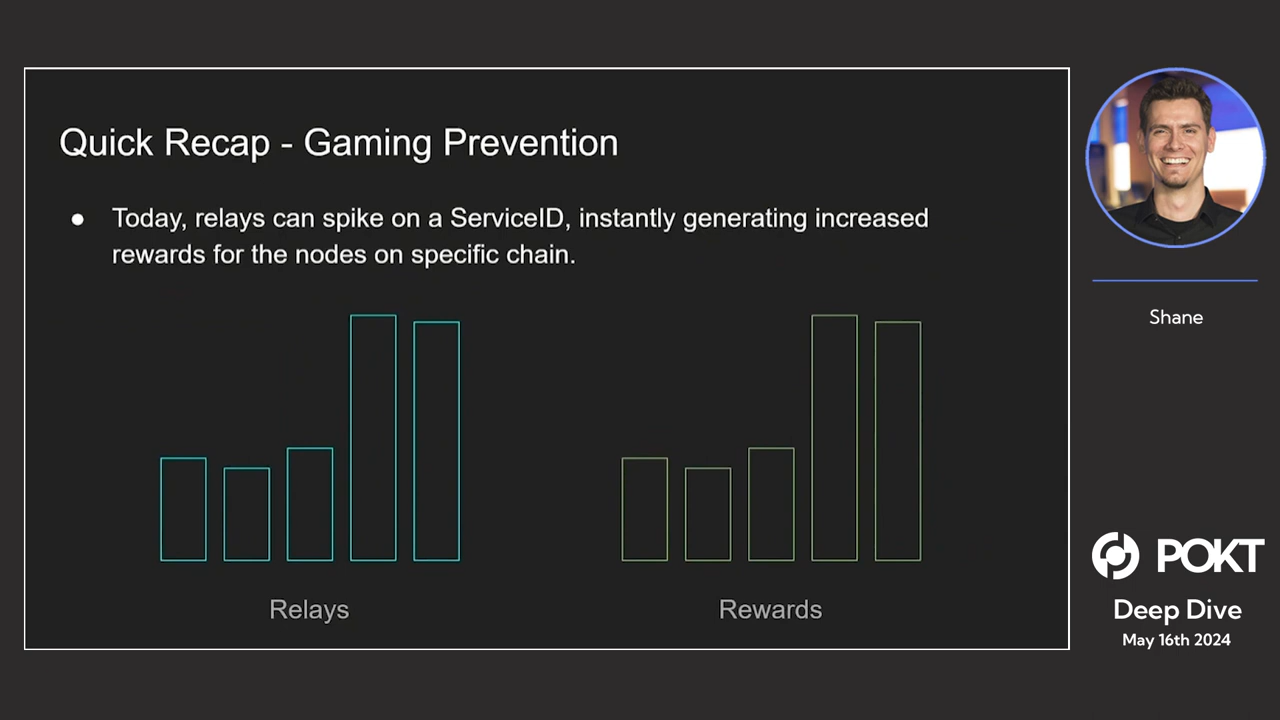 Quick Recap - Gaming Prevention
● Today, relays can spike on a ServiceID, instantly generating increased
rewards for the nodes on specific chain.
Relays
Rewards
Shane
POKT
Deep Dive
May 16th 2024